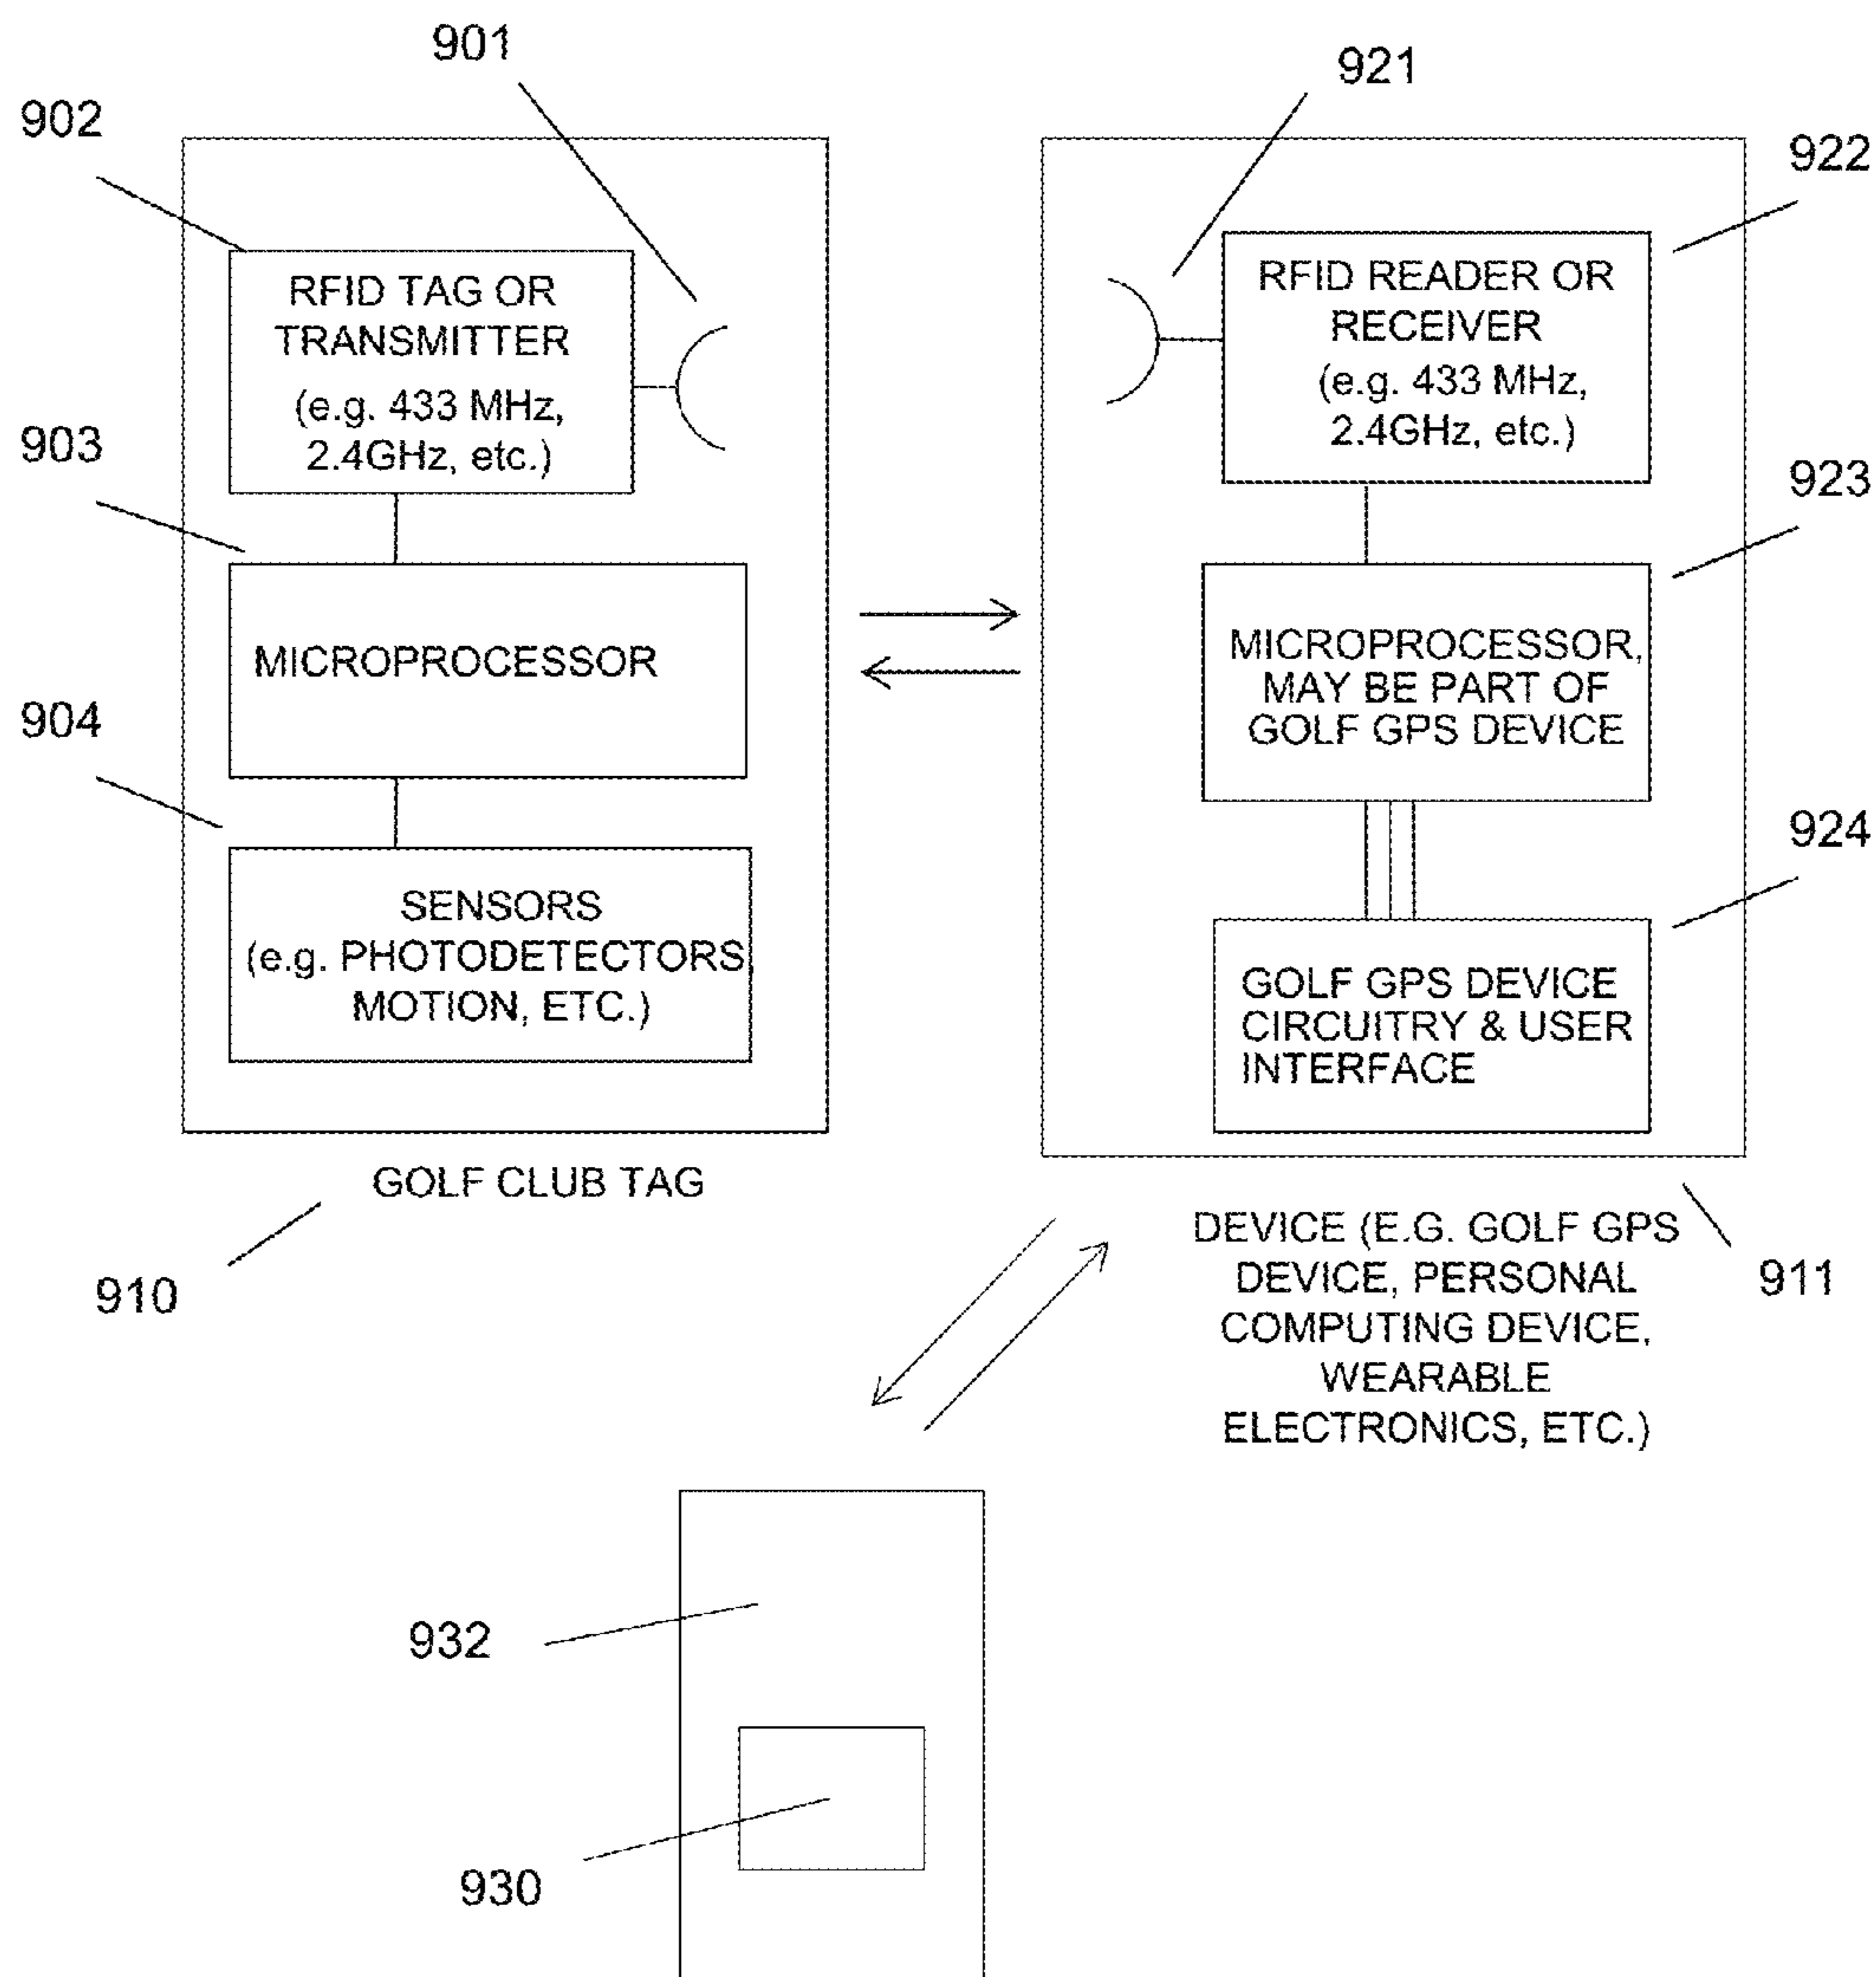 901
902
RFID TAG OR
TRANSMITTER
(e.g. 433 MHz,
2.4GHz, etc.)
903
MICROPROCESSOR
904
SENSORS
(e.g. PHOTODETECTORS,
MOTION, ETC.)
GOLF CLUB TAG
910
921
922
RFID READER OR
RECEIVER
(e.g. 433 MHz,
2.4GHz, etc.)
923
MICROPROCESSOR,
MAY BE PART OF
GOLF GPS DEVICE
924
GOLF GPS DEVICE
CIRCUITRY & USER
INTERFACE
DEVICE (E.G. GOLF GPS
DEVICE, PERSONAL
COMPUTING DEVICE,
WEARABLE
ELECTRONICS, ETC.)
911
932
930